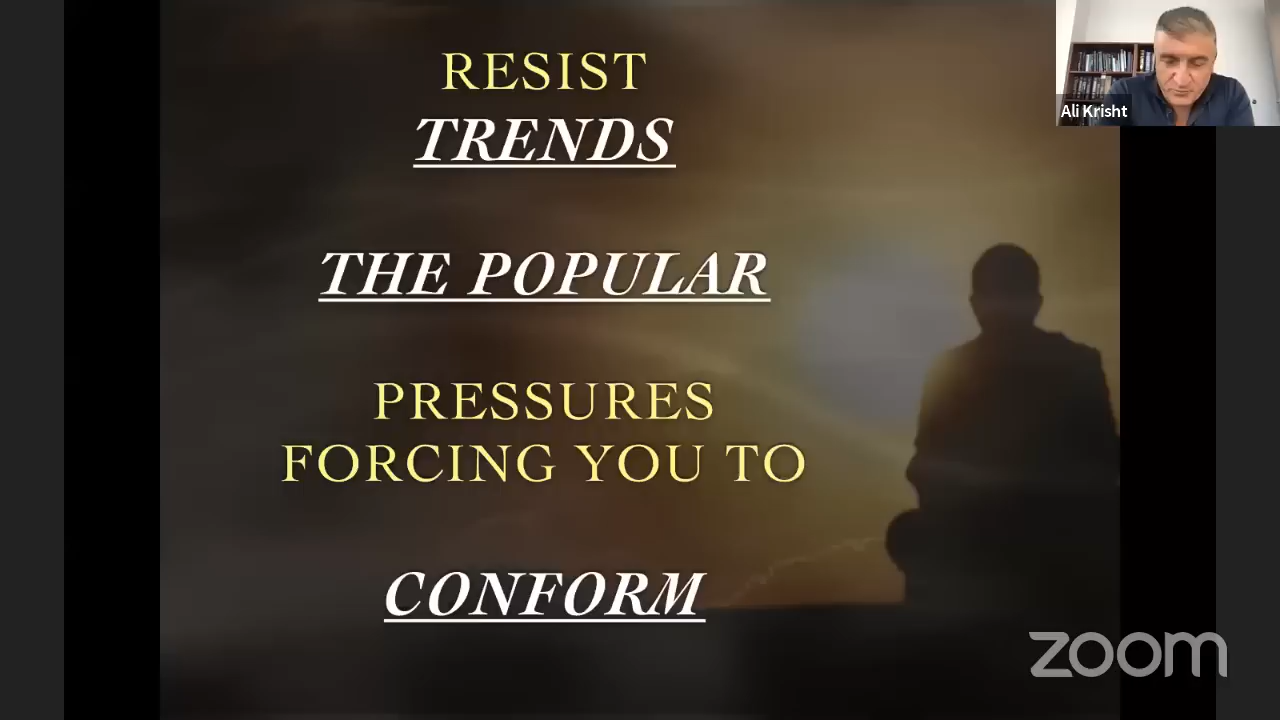 RESIST
TRENDS
THE POPULAR
PRESSURES
FORCING YOU TO
CONFORM
Ali Krisht
zoom